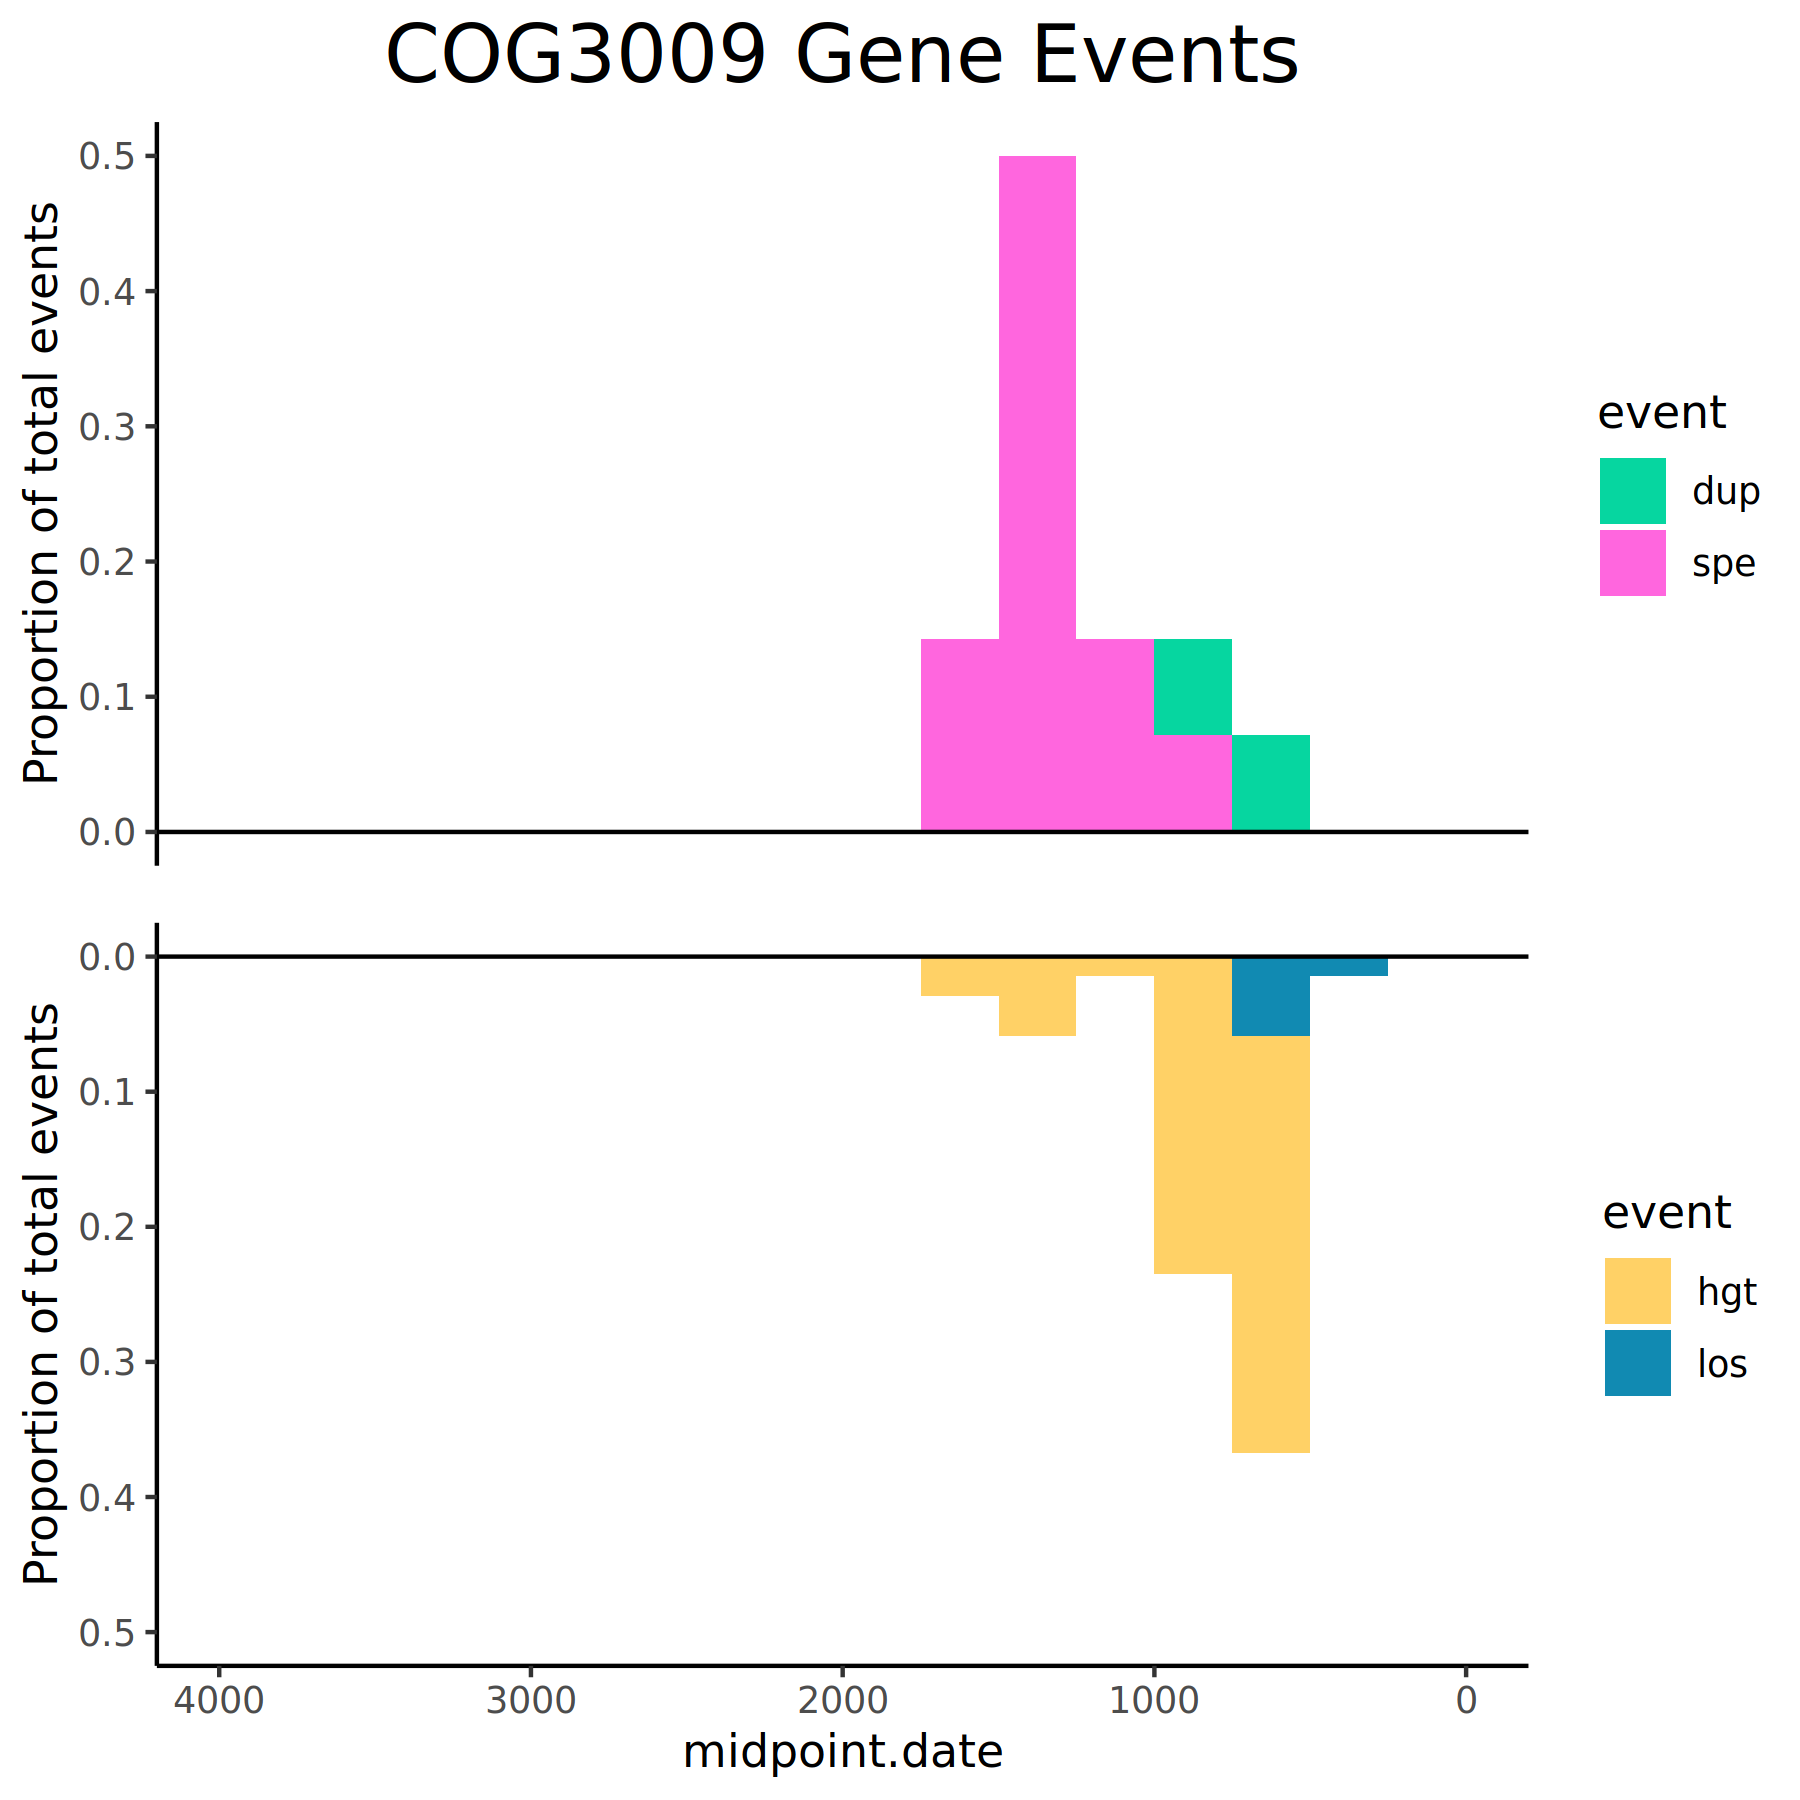 COG3009 Gene Events
Proportion of total events
0.5
0.4
0.3
0.2
0.1
0.0
event
dup
spe
Proportion of total events
0.0
0.1
0.2
0.3
0.4
0.5
event
hgt
los
4000 3000 2000 1000 0
midpoint.date